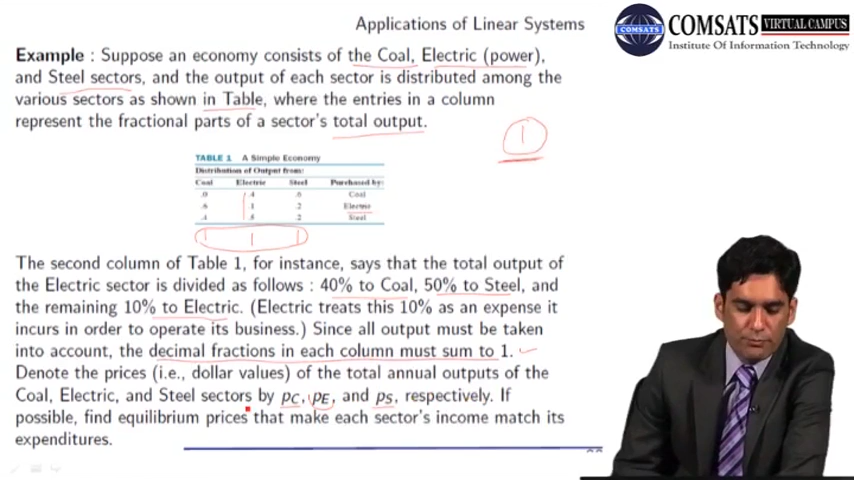 Applications of Linear Systems
COMSATS VIRTUAL CAMPUS
Institute Of Information Technology
Example : Suppose an economy consists of the Coal, Electric (power),
and Steel sectors, and the output of each sector is distributed among the
various sectors as shown in Table, where the entries in a column
represent the fractional parts of a sector's total output.
1
TABLE 1 A Simple Economy
Distribution of Output from:
Coal Electric Steel Purchased by:
.0 .4 .6 Coal
.6 .1 .2 Electric
.4 .5 .2 Steel
1 1 1
The second column of Table 1, for instance, says that the total output of
the Electric sector is divided as follows : 40% to Coal, 50% to Steel, and
the remaining 10% to Electric. (Electric treats this 10% as an expense it
incurs in order to operate its business.) Since all output must be taken
into account, the decimal fractions in each column must sum to 1.
Denote the prices (i.e., dollar values) of the total annual outputs of the
Coal, Electric, and Steel sectors by pC, pE, and pS, respectively. If
possible, find equilibrium prices that make each sector's income match its
expenditures.